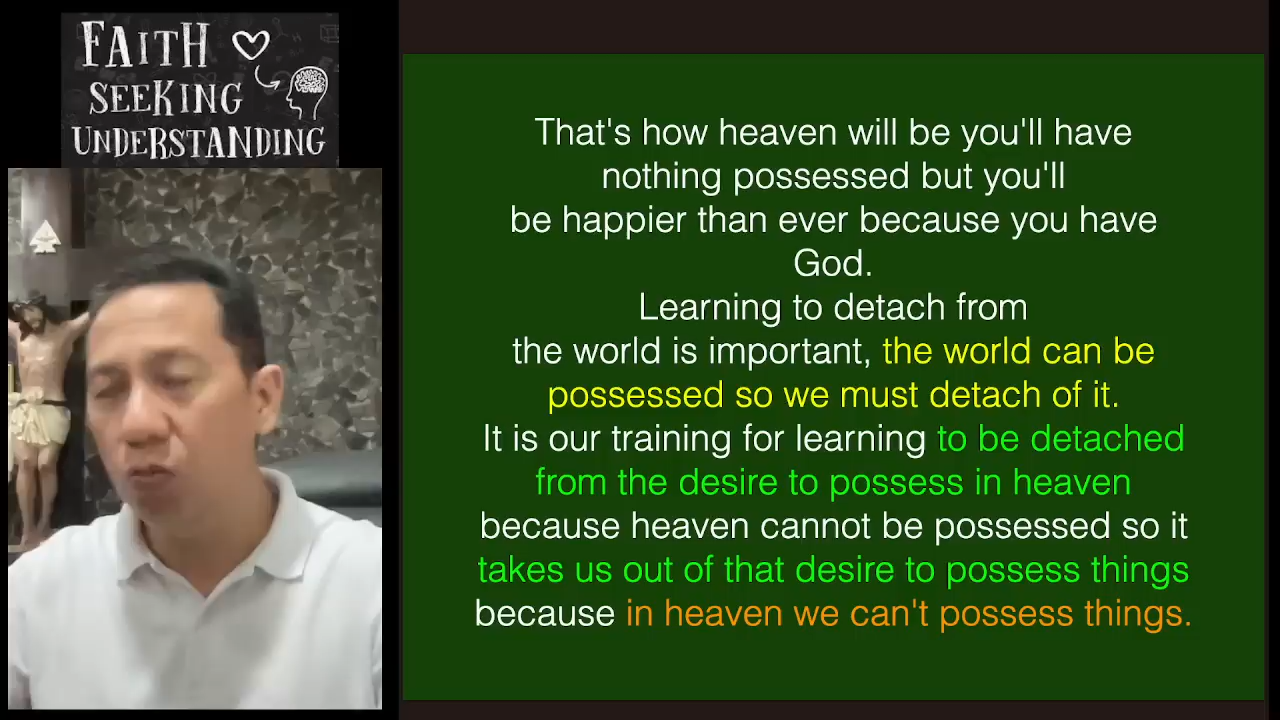 FAITH
SEEKING
UNDERSTANDING
That's how heaven will be you'll have
nothing possessed but you'll
be happier than ever because you have
God.
Learning to detach from
the world is important, the world can be
possessed so we must detach of it.
It is our training for learning to be detached
from the desire to possess in heaven
because heaven cannot be possessed so it
takes us out of that desire to possess things
because in heaven we can't possess things.